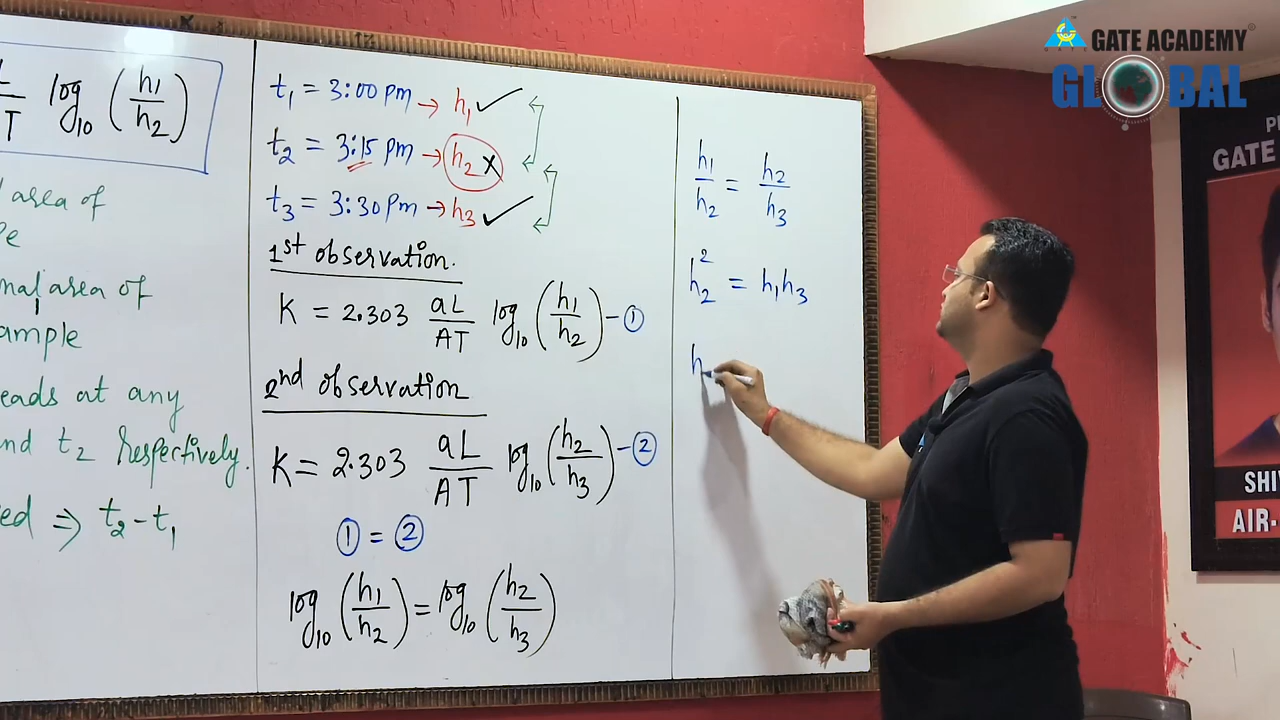 log₁₀ (h₁/h₂)
T
area of
area of
ample
eads at any
nd t₂ respectively.
ed ⇒ t₂-t₁
t₁ = 3:00 pm → h₁ ✓
t₂ = 3:15 pm → h₂ x
t₃ = 3:30 pm → h₃ ✓
1st observation.
K = 2.303 aL/AT log₁₀ (h₁/h₂) - ①
2nd observation
K = 2.303 aL/AT log₁₀ (h₂/h₃) - ②
① = ②
log₁₀ (h₁/h₂) = log₁₀ (h₂/h₃)
h₁/h₂ = h₂/h₃
h₂² = h₁h₃
h
GATE ACADEMY
GLOBAL
GATE
SHI
AIR-